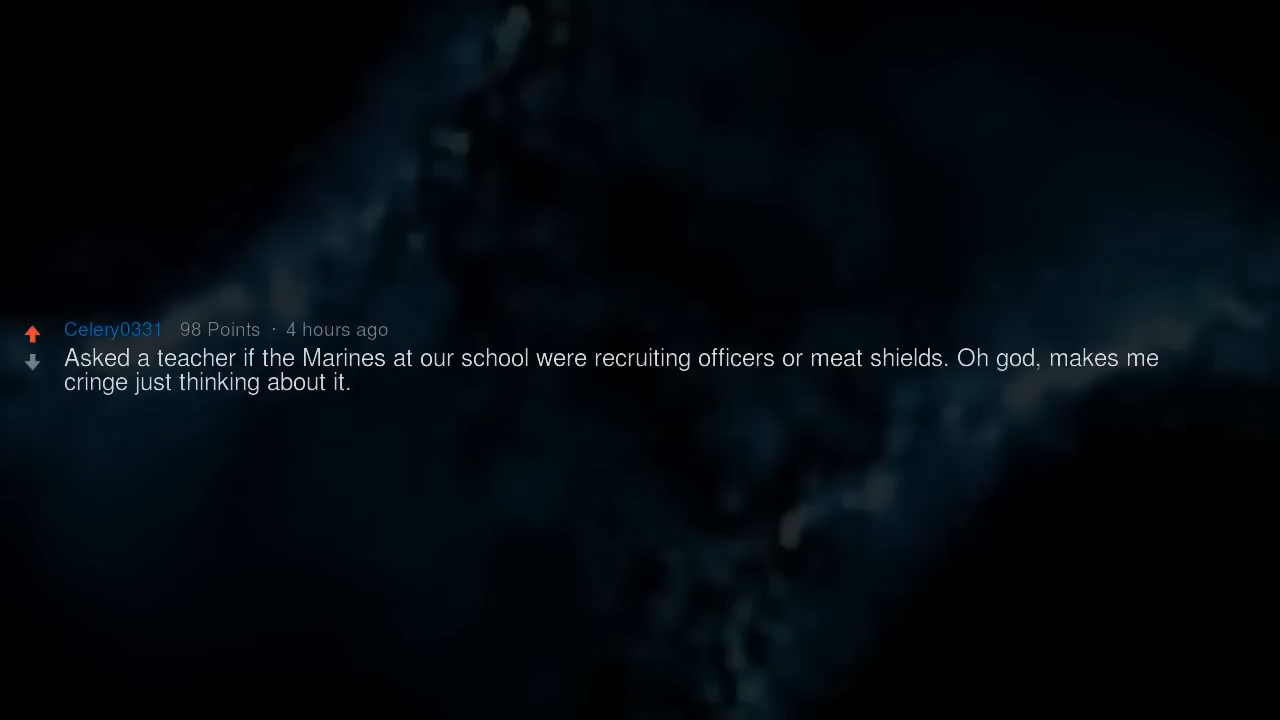 Celery0331 98 Points · 4 hours ago
Asked a teacher if the Marines at our school were recruiting officers or meat shields. Oh god, makes me
cringe just thinking about it.